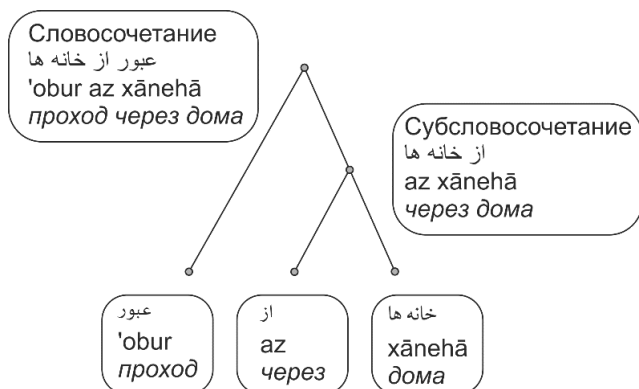 Словосочетание
عبور از خانه ها
'obur az xānehā
проход через дома
Субсловосочетание
از خانه ها
az xānehā
через дома
عبور
'obur
проход
از
az
через
خانه ها
xānehā
дома